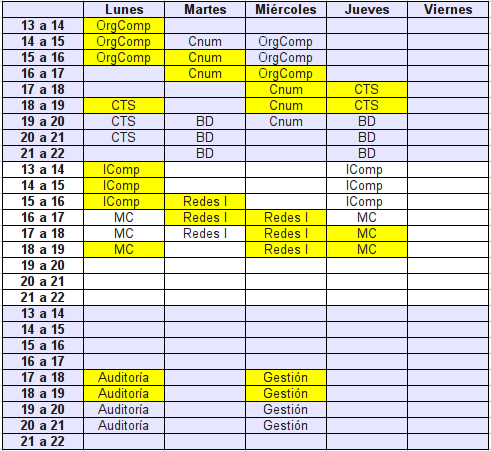 Lunes Martes Miércoles Jueves Viernes
13 a 14 OrgComp
14 a 15 OrgComp Cnum OrgComp
15 a 16 OrgComp Cnum OrgComp
16 a 17 Cnum OrgComp
17 a 18 Cnum CTS
18 a 19 CTS Cnum CTS
19 a 20 CTS BD Cnum BD
20 a 21 CTS BD BD
21 a 22 BD BD
13 a 14 IComp IComp
14 a 15 IComp IComp
15 a 16 IComp Redes I IComp
16 a 17 MC Redes I Redes I MC
17 a 18 MC Redes I Redes I MC
18 a 19 MC Redes I MC
19 a 20
20 a 21
21 a 22
13 a 14
14 a 15
15 a 16
16 a 17
17 a 18 Auditoría Gestión
18 a 19 Auditoría Gestión
19 a 20 Auditoría Gestión
20 a 21 Auditoría Gestión
21 a 22